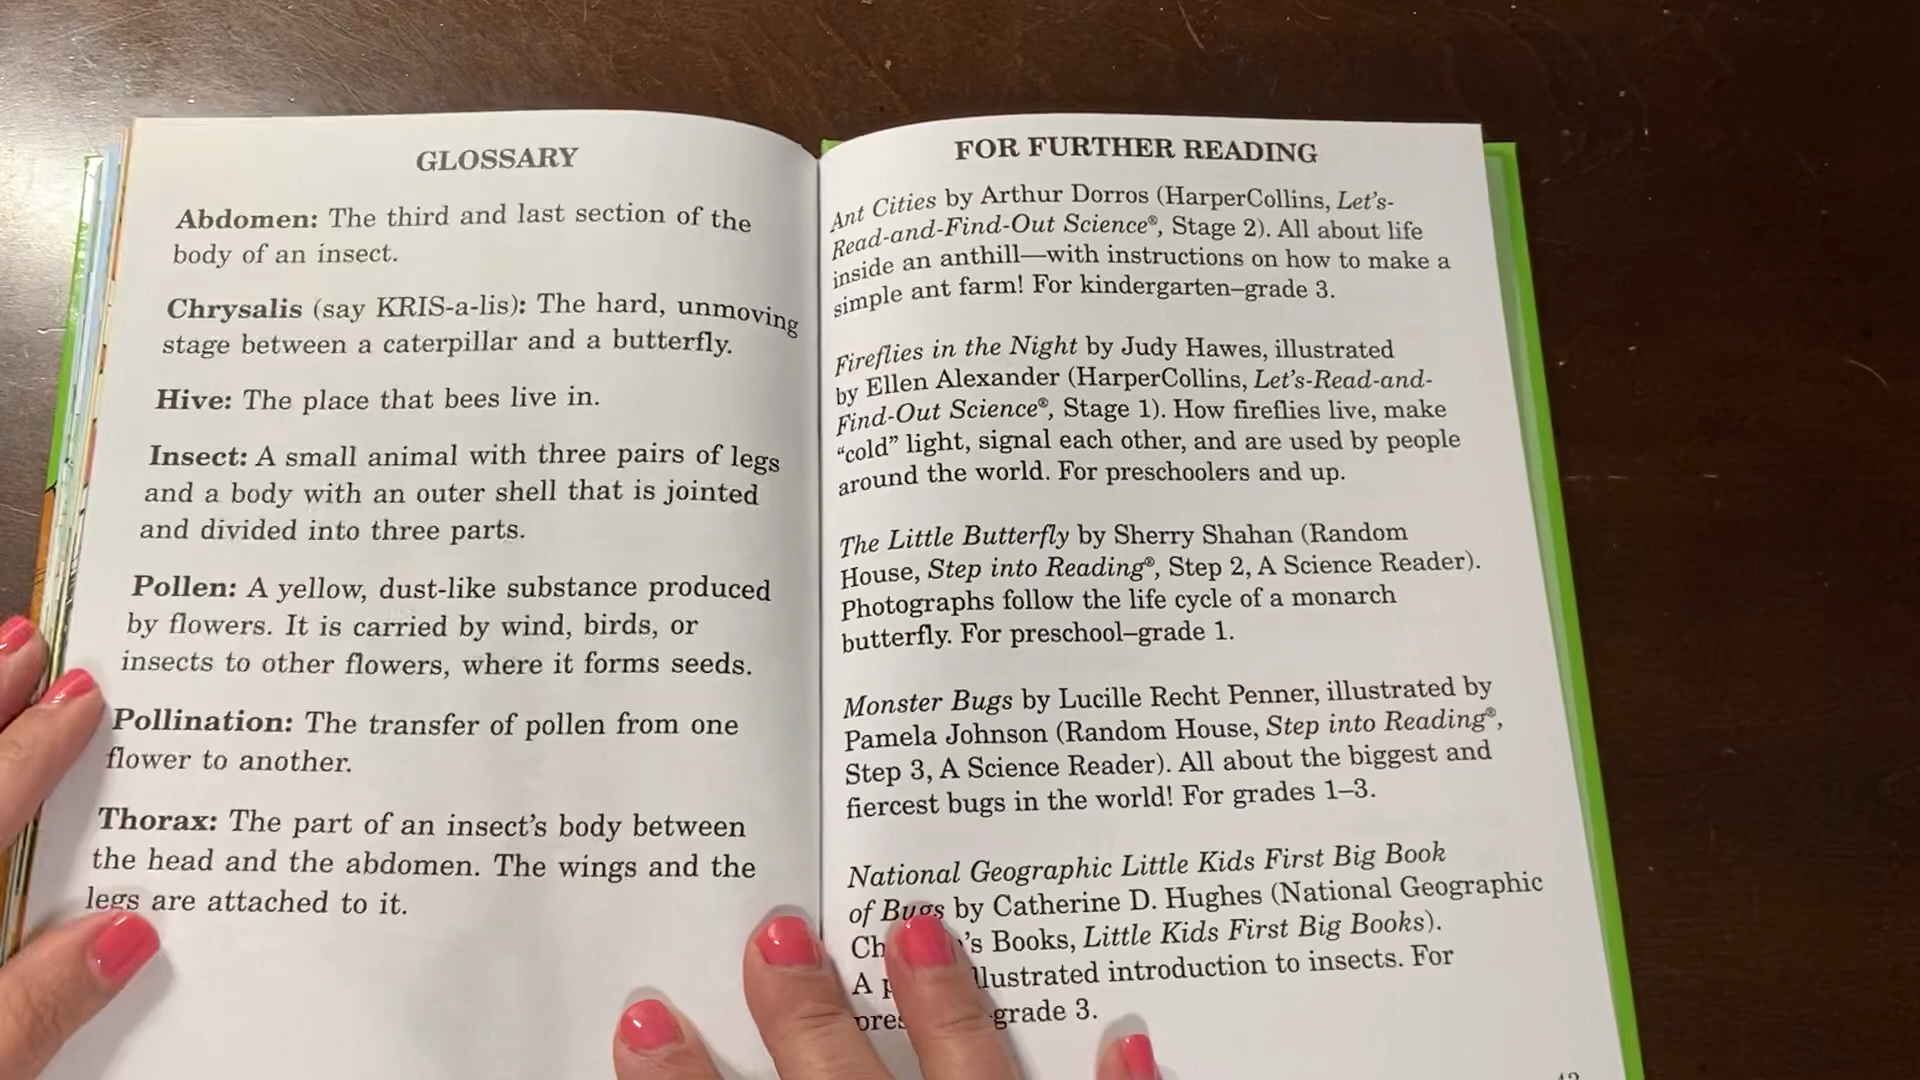 GLOSSARY
Abdomen: The third and last section of the
body of an insect.
Chrysalis (say KRIS-a-lis): The hard, unmoving
stage between a caterpillar and a butterfly.
Hive: The place that bees live in.
Insect: A small animal with three pairs of legs
and a body with an outer shell that is jointed
and divided into three parts.
Pollen: A yellow, dust-like substance produced
by flowers. It is carried by wind, birds, or
insects to other flowers, where it forms seeds.
Pollination: The transfer of pollen from one
flower to another.
Thorax: The part of an insect's body between
the head and the abdomen. The wings and the
legs are attached to it.
FOR FURTHER READING
Ant Cities by Arthur Dorros (HarperCollins, Let's-
Read-and-Find-Out Science®, Stage 2). All about life
inside an anthill—with instructions on how to make a
simple ant farm! For kindergarten–grade 3.
Fireflies in the Night by Judy Hawes, illustrated
by Ellen Alexander (HarperCollins, Let's-Read-and-
Find-Out Science®, Stage 1). How fireflies live, make
“cold” light, signal each other, and are used by people
around the world. For preschoolers and up.
The Little Butterfly by Sherry Shahan (Random
House, Step into Reading®, Step 2, A Science Reader).
Photographs follow the life cycle of a monarch
butterfly. For preschool–grade 1.
Monster Bugs by Lucille Recht Penner, illustrated by
Pamela Johnson (Random House, Step into Reading®,
Step 3, A Science Reader). All about the biggest and
fiercest bugs in the world! For grades 1–3.
National Geographic Little Kids First Big Book
of Bugs by Catherine D. Hughes (National Geographic
Books, Little Kids First Big Books).
A introduction to insects. For
grade 3.